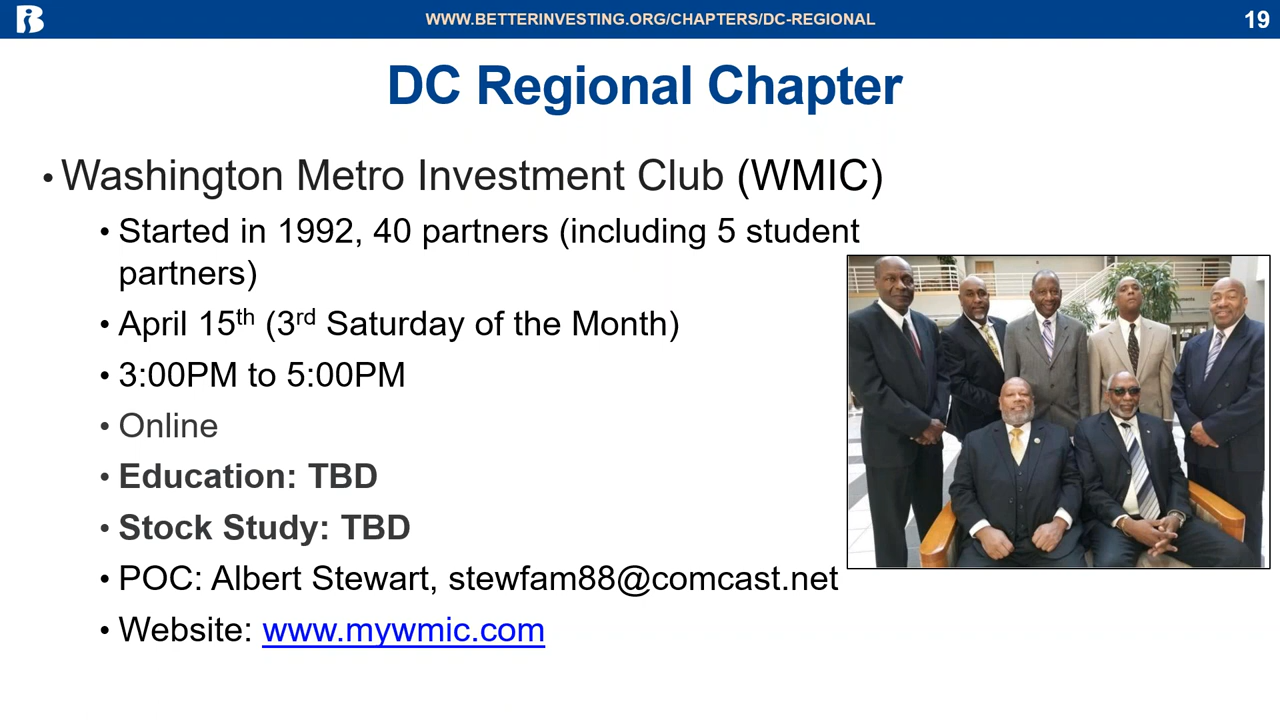 WWW.BETTERINVESTING.ORG/CHAPTERS/DC-REGIONAL
19
DC Regional Chapter
• Washington Metro Investment Club (WMIC)
• Started in 1992, 40 partners (including 5 student
partners)
• April 15th (3rd Saturday of the Month)
• 3:00PM to 5:00PM
• Online
• Education: TBD
• Stock Study: TBD
• POC: Albert Stewart, stewfam88@comcast.net
• Website: www.mywmic.com